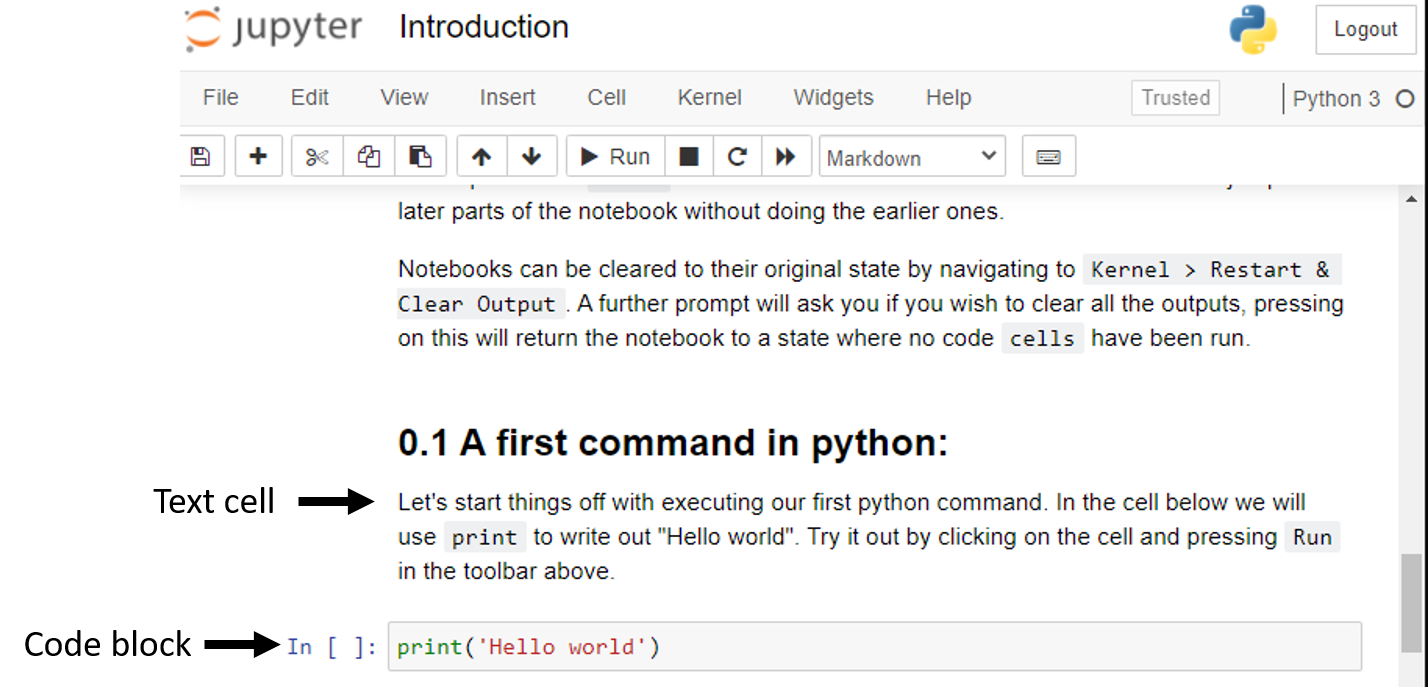 jupyter Introduction Logout
File Edit View Insert Cell Kernel Widgets Help Trusted Python 3
Run Markdown
later parts of the notebook without doing the earlier ones.
Notebooks can be cleared to their original state by navigating to Kernel > Restart &
Clear Output. A further prompt will ask you if you wish to clear all the outputs, pressing
on this will return the notebook to a state where no code cells have been run.
0.1 A first command in python:
Text cell
Let's start things off with executing our first python command. In the cell below we will
use print to write out "Hello world". Try it out by clicking on the cell and pressing Run
in the toolbar above.
Code block
In [ ]: print('Hello world')